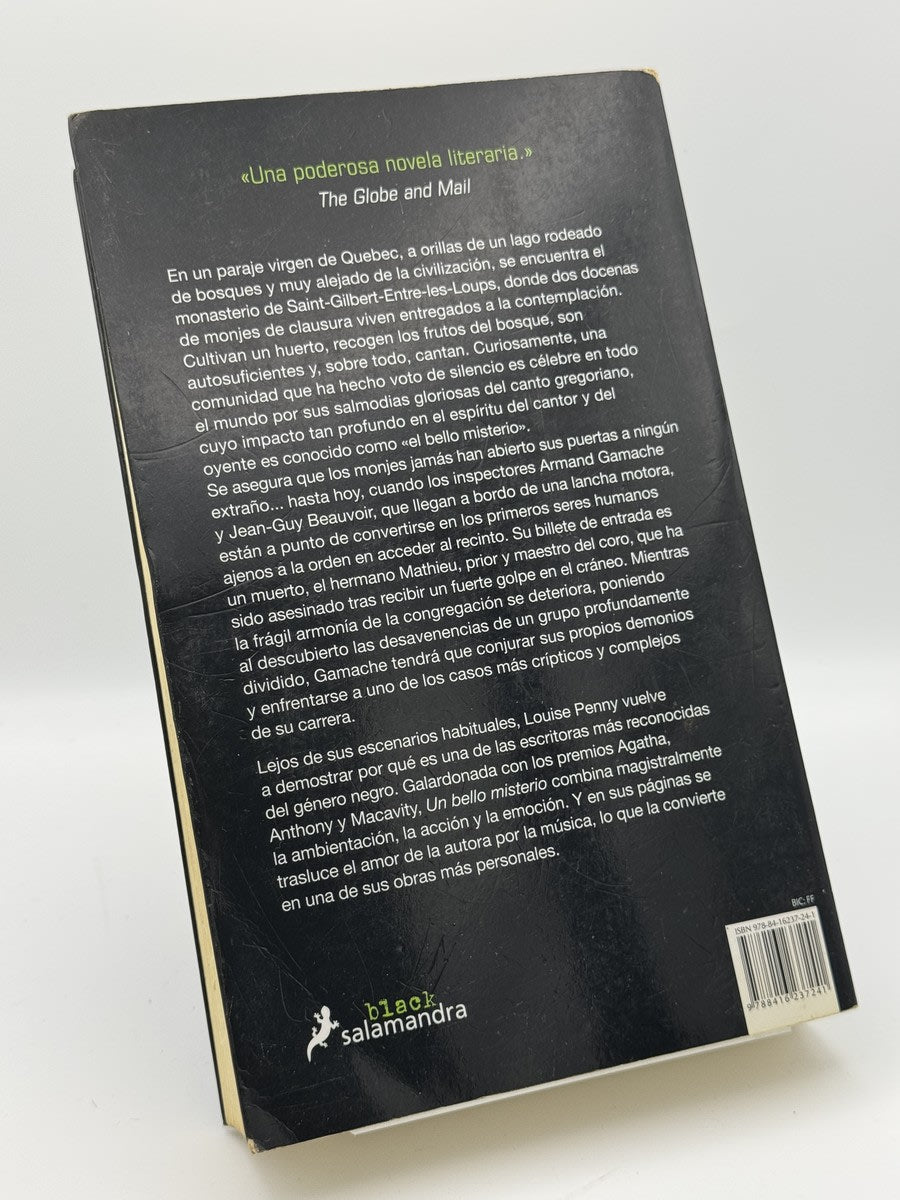 «Una poderosa novela literaria.»
The Globe and Mail
En un paraje virgen de Quebec, a orillas de un lago rodeado
de bosques y muy alejado de la civilización, se encuentra el
monasterio de Saint-Gilbert-Entre-les-Loups, donde dos docenas
de monjes de clausura viven entregados a la contemplación.
Cultivan un huerto, recogen los frutos del bosque, son
autosuficientes y, sobre todo, cantan. Curiosamente, una
comunidad que ha hecho voto de silencio es célebre en todo
el mundo por sus salmodias gloriosas del canto gregoriano,
cuyo impacto tan profundo en el espíritu del cantor y del
oyente es conocido como «el bello misterio».
Se asegura que los monjes jamás han abierto sus puertas a ningún
extraño... hasta hoy, cuando los inspectores Armand Gamache
y Jean-Guy Beauvoir, que llegan a bordo de una lancha motora,
están a punto de convertirse en los primeros seres humanos
ajenos a la orden en acceder al recinto. Su billete de entrada es
un muerto, el hermano Mathieu, prior y maestro del coro, que ha
sido asesinado tras recibir un fuerte golpe en el cráneo. Mientras
la frágil armonía de la congregación se deteriora, poniendo
al descubierto las desavenencias de un grupo profundamente
dividido, Gamache tendrá que conjurar sus propios demonios
y enfrentarse a uno de los casos más crípticos y complejos
de su carrera.
Lejos de sus escenarios habituales, Louise Penny vuelve
a demostrar por qué es una de las escritoras más reconocidas
del género negro. Galardonada con los premios Agatha,
Anthony y Macavity, Un bello misterio combina magistralmente
la ambientación, la acción y la emoción. Y en sus páginas se
trasluce el amor de la autora por la música, lo que la convierte
en una de sus obras más personales.
BIC: FF
ISBN 978-84-16237-24-1
9 788416 237241
black
salamandra